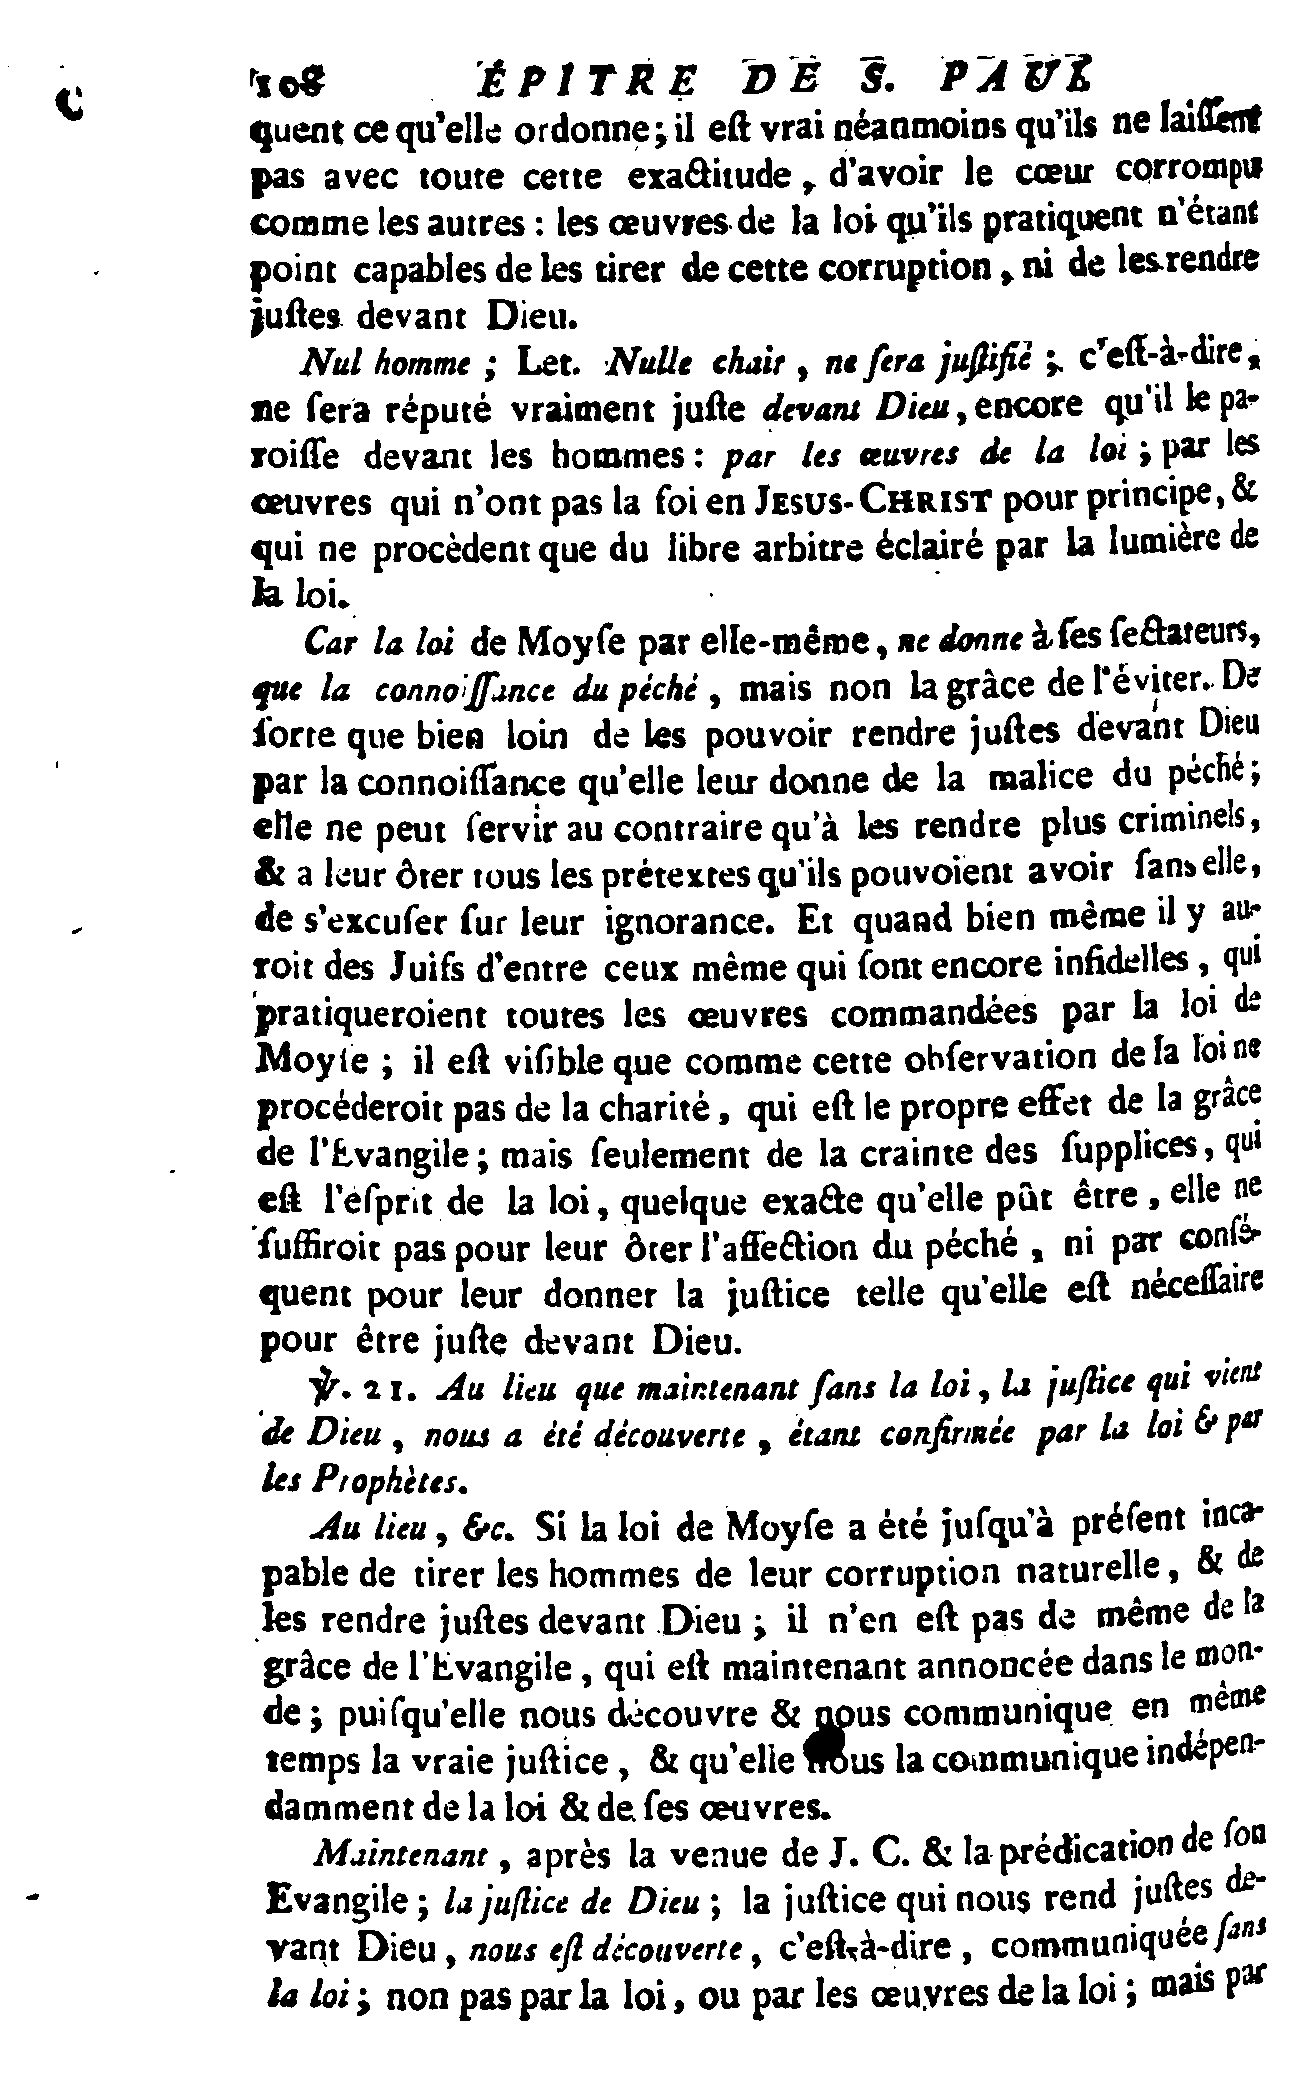 108 ÉPITRE DE S. PAUL
quent ce qu'elle ordonne; il eſt vrai néanmoins qu'ils ne laiſſent
pas avec toute cette exactitude, d'avoir le cœur corrompu
comme les autres : les œuvres de la loi qu'ils pratiquent n'étant
point capables de les tirer de cette corruption, ni de les rendre
juſtes devant Dieu.
Nul homme ; Let. Nulle chair, ne ſera juſtifié ; c'eſt-à-dire,
ne ſera réputé vraiment juſte devant Dieu, encore qu'il le pa-
roiſſe devant les hommes : par les œuvres de la loi ; par les
œuvres qui n'ont pas la foi en JESUS-CHRIST pour principe, &
qui ne procèdent que du libre arbitre éclairé par la lumière de
la loi.
Car la loi de Moyſe par elle-même, ne donne à ſes ſectateurs,
que la connoiſſance du péché, mais non la grâce de l'éviter. De
ſorte que bien loin de les pouvoir rendre juſtes devant Dieu
par la connoiſſance qu'elle leur donne de la malice du péché;
elle ne peut ſervir au contraire qu'à les rendre plus criminels,
& a leur ôter tous les prétextes qu'ils pouvoient avoir ſans elle,
de s'excuſer ſur leur ignorance. Et quand bien même il y au-
roit des Juifs d'entre ceux même qui ſont encore infidelles, qui
pratiqueroient toutes les œuvres commandées par la loi de
Moyſe ; il eſt viſible que comme cette obſervation de la loi ne
procéderoit pas de la charité, qui eſt le propre effet de la grâce
de l'Evangile ; mais ſeulement de la crainte des ſupplices, qui
eſt l'eſprit de la loi, quelque exacte qu'elle pût être, elle ne
ſuffiroit pas pour leur ôter l'affection du péché, ni par conſé-
quent pour leur donner la juſtice telle qu'elle eſt néceſſaire
pour être juſte devant Dieu.
℣. 21. Au lieu que maintenant ſans la loi, la juſtice qui vient
de Dieu, nous a été découverte, étant confirmée par la loi & par
les Prophètes.
Au lieu, &c. Si la loi de Moyſe a été juſqu'à préſent inca-
pable de tirer les hommes de leur corruption naturelle, & de
les rendre juſtes devant Dieu ; il n'en eſt pas de même de la
grâce de l'Evangile, qui eſt maintenant annoncée dans le mon-
de ; puiſqu'elle nous découvre & nous communique en même
temps la vraie juſtice, & qu'elle nous la communique indépen-
damment de la loi & de ſes œuvres.
Maintenant, après la venue de J. C. & la prédication de ſon
Evangile ; la juſtice de Dieu ; la juſtice qui nous rend juſtes de-
vant Dieu, nous eſt découverte, c'eſt-à-dire, communiquée ſans
la loi ; non pas par la loi, ou par les œuvres de la loi ; mais par